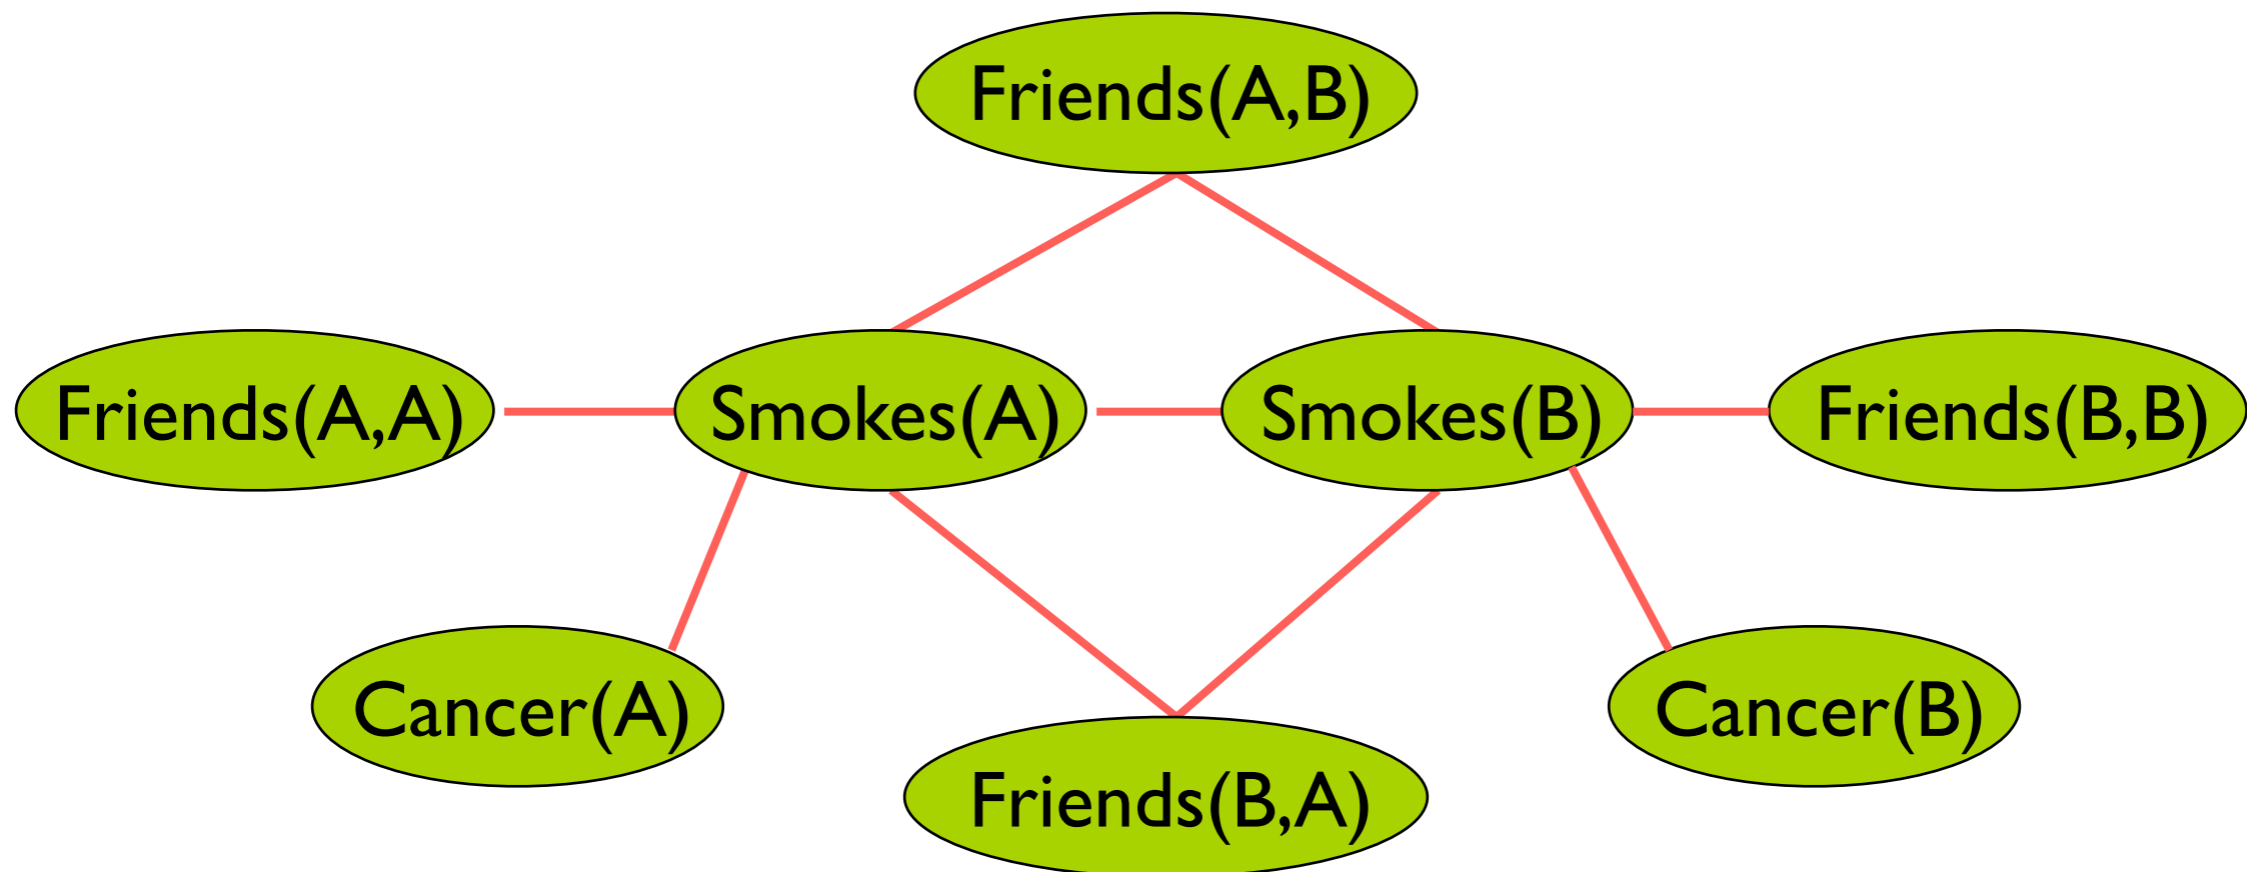 Friends(A,B)
Friends(A,A)
Smokes(A)
Smokes(B)
Friends(B,B)
Cancer(A)
Cancer(B)
Friends(B,A)